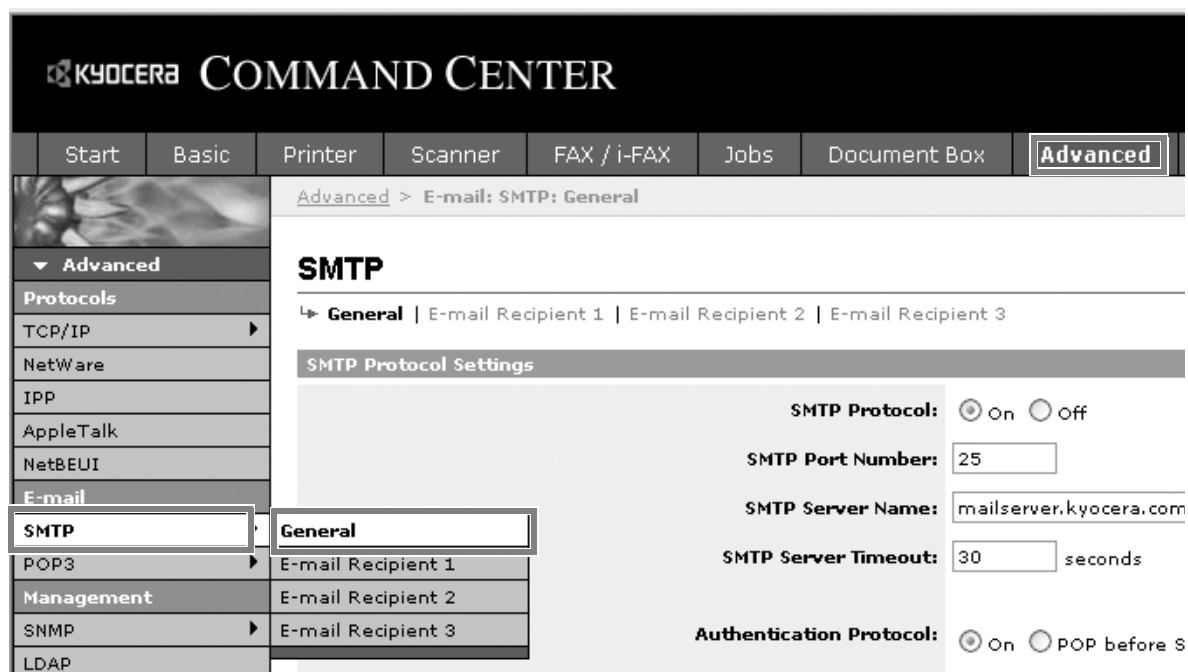 KYOCERA COMMAND CENTER
Start Basic Printer Scanner FAX / i-FAX Jobs Document Box Advanced
Advanced > E-mail: SMTP: General
Advanced
Protocols
TCP/IP
NetWare
IPP
AppleTalk
NetBEUI
E-mail
SMTP
POP3
Management
SNMP
LDAP
General
E-mail Recipient 1
E-mail Recipient 2
E-mail Recipient 3
SMTP
General | E-mail Recipient 1 | E-mail Recipient 2 | E-mail Recipient 3
SMTP Protocol Settings
SMTP Protocol: On Off
SMTP Port Number: 25
SMTP Server Name: mailserver.kyocera.com
SMTP Server Timeout: 30 seconds
Authentication Protocol: On POP before S